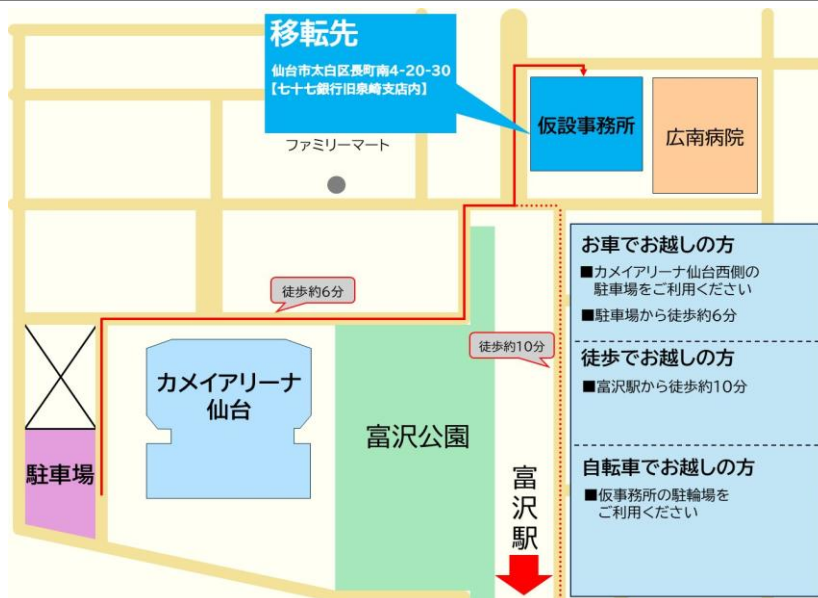 移転先
仙台市太白区長町南4-20-30
【七十七銀行旧泉崎支店内】
仮設事務所
広南病院
ファミリーマート
お車でお越しの方
■カメイアリーナ仙台西側の
駐車場をご利用ください
■駐車場から徒歩約6分
徒歩約6分
徒歩約10分
徒歩でお越しの方
■富沢駅から徒歩約10分
カメイアリーナ
仙台
富沢公園
駐車場
富沢駅
自転車でお越しの方
■仮事務所の駐輪場を
ご利用ください